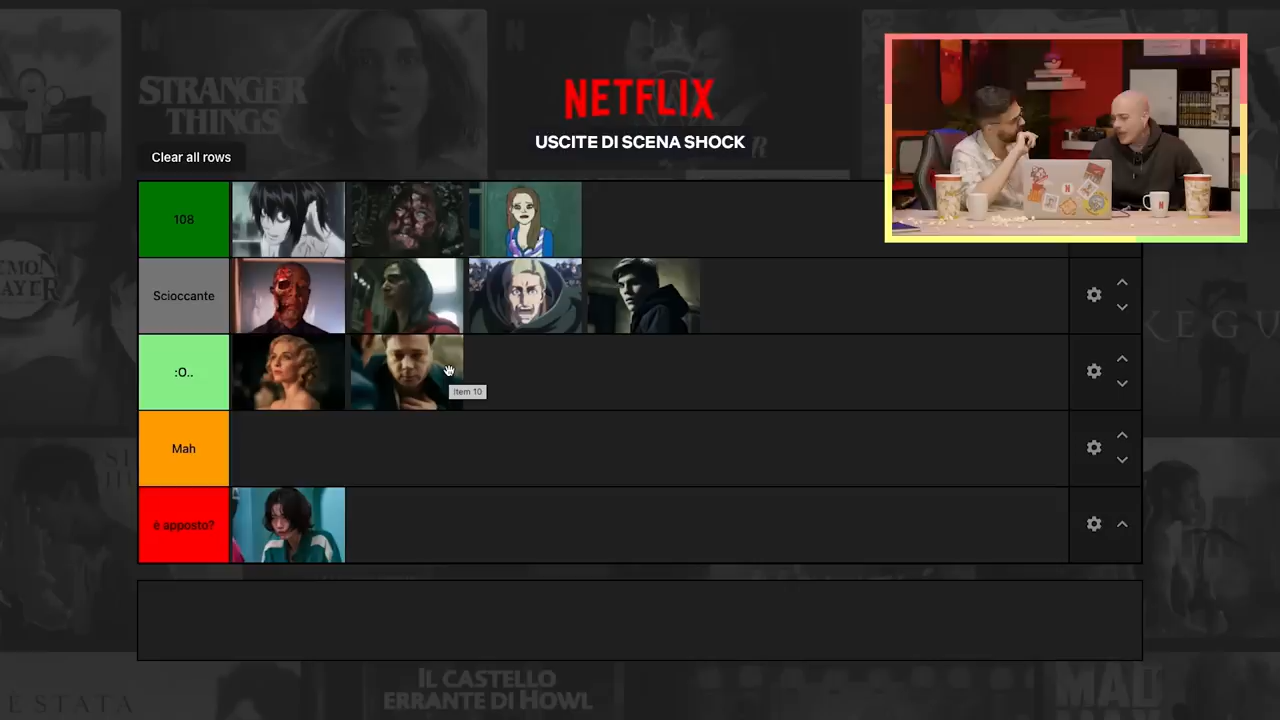 STRANGER
THINGS
NETFLIX
USCITE DI SCENA SHOCK
Clear all rows
108
Scioccante
:O..
Item 10
Mah
è apposto?
N
N
IL CASTELLO
ERRANTE DI HOWL
È STATA